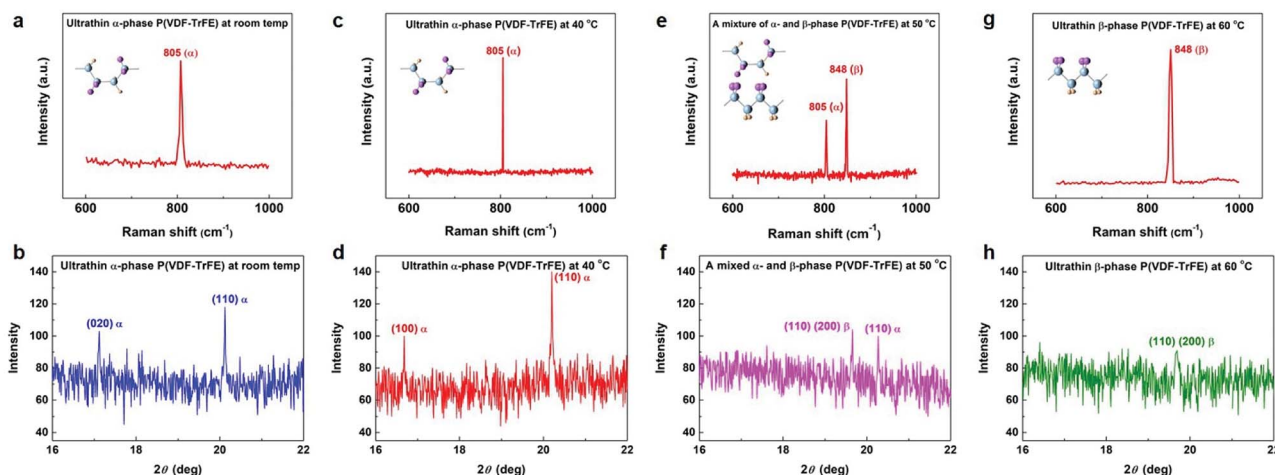 a
Ultrathin α-phase P(VDF-TrFE) at room temp
805 (α)
Intensity (a.u.)
600 800 1000
Raman shift (cm⁻¹)
c
Ultrathin α-phase P(VDF-TrFE) at 40 °C
805 (α)
Intensity (a.u.)
600 800 1000
Raman shift (cm⁻¹)
e
A mixture of α- and β-phase P(VDF-TrFE) at 50 °C
848 (β)
805 (α)
Intensity (a.u.)
600 800 1000
Raman shift (cm⁻¹)
g
Ultrathin β-phase P(VDF-TrFE) at 60 °C
848 (β)
Intensity (a.u.)
600 800 1000
Raman shift (cm⁻¹)
b
Ultrathin α-phase P(VDF-TrFE) at room temp
(110) α
(020) α
Intensity
140
120
100
80
60
40
16 18 20 22
2θ (deg)
d
Ultrathin α-phase P(VDF-TrFE) at 40 °C
(110) α
(100) α
Intensity
140
120
100
80
60
40
16 18 20 22
2θ (deg)
f
A mixed α- and β-phase P(VDF-TrFE) at 50 °C
(110) (200) β (110) α
Intensity
140
120
100
80
60
40
16 18 20 22
2θ (deg)
h
Ultrathin β-phase P(VDF-TrFE) at 60 °C
(110) (200) β
Intensity
140
120
100
80
60
40
16 18 20 22
2θ (deg)